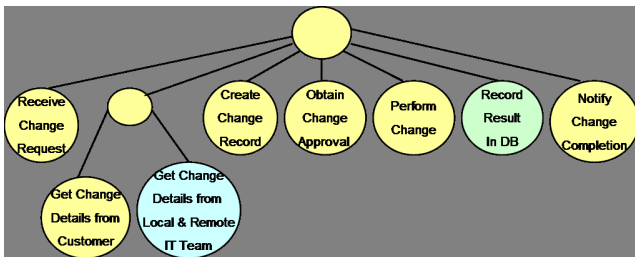 Receive
Change
Request
Create
Change
Record
Obtain
Change
Approval
Perform
Change
Record
Result
In DB
Notify
Change
Completion
Get Change
Details from
Customer
Get Change
Details from
Local & Remote
IT Team